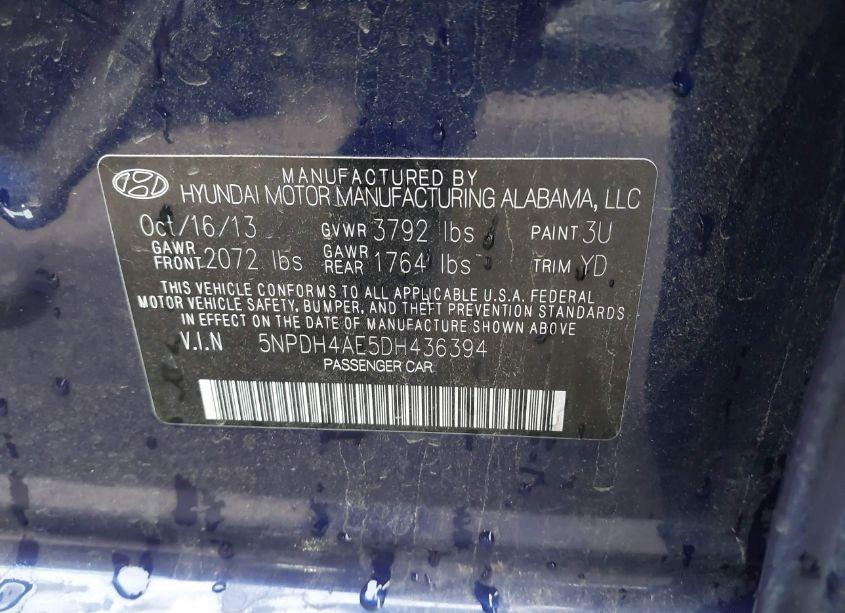 MANUFACTURED BY
HYUNDAI MOTOR MANUFACTURING ALABAMA, LLC
Oct/16/13 GVWR 3792 lbs PAINT 3U
GAWR FRONT 2072 lbs GAWR REAR 1764 lbs TRIM YD
THIS VEHICLE CONFORMS TO ALL APPLICABLE U.S.A. FEDERAL
MOTOR VEHICLE SAFETY, BUMPER, AND THEFT PREVENTION STANDARDS
IN EFFECT ON THE DATE OF MANUFACTURE SHOWN ABOVE
V.I.N 5NPDH4AE5DH436394
PASSENGER CAR